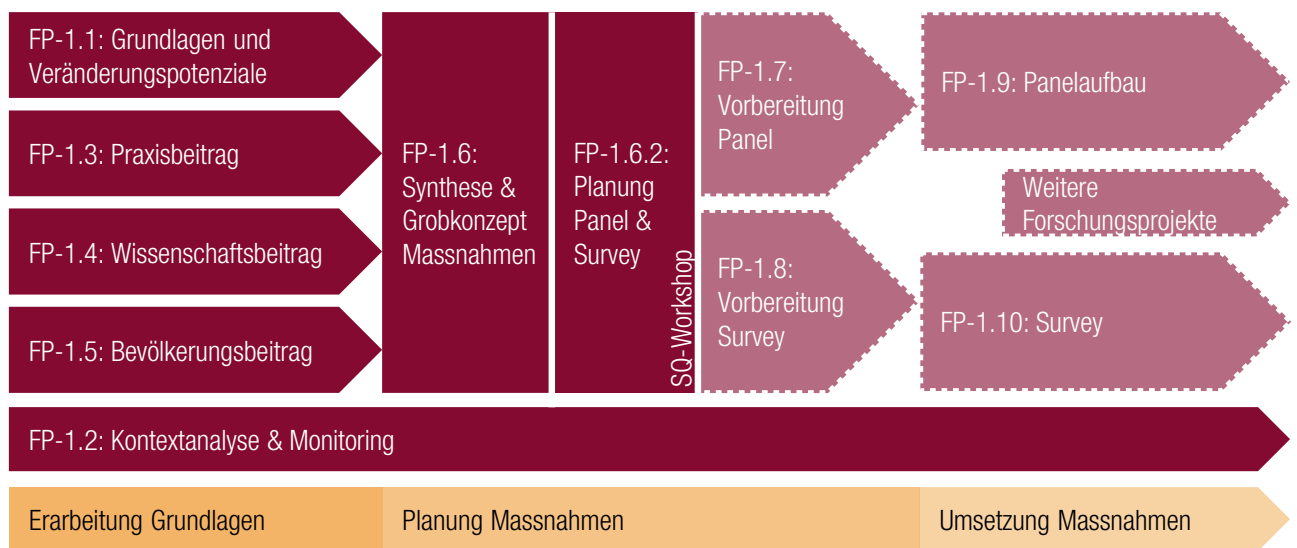 FP-1.1: Grundlagen und
Veränderungspotenziale
FP-1.3: Praxisbeitrag
FP-1.4: Wissenschaftsbeitrag
FP-1.5: Bevölkerungsbeitrag
FP-1.6:
Synthese &
Grobkonzept
Massnahmen
FP-1.6.2:
Planung
Panel &
Survey
SQ-Workshop
FP-1.7:
Vorbereitung
Panel
FP-1.8:
Vorbereitung
Survey
FP-1.9: Panelaufbau
Weitere
Forschungsprojekte
FP-1.10: Survey
FP-1.2: Kontextanalyse & Monitoring
Erarbeitung Grundlagen
Planung Massnahmen
Umsetzung Massnahmen